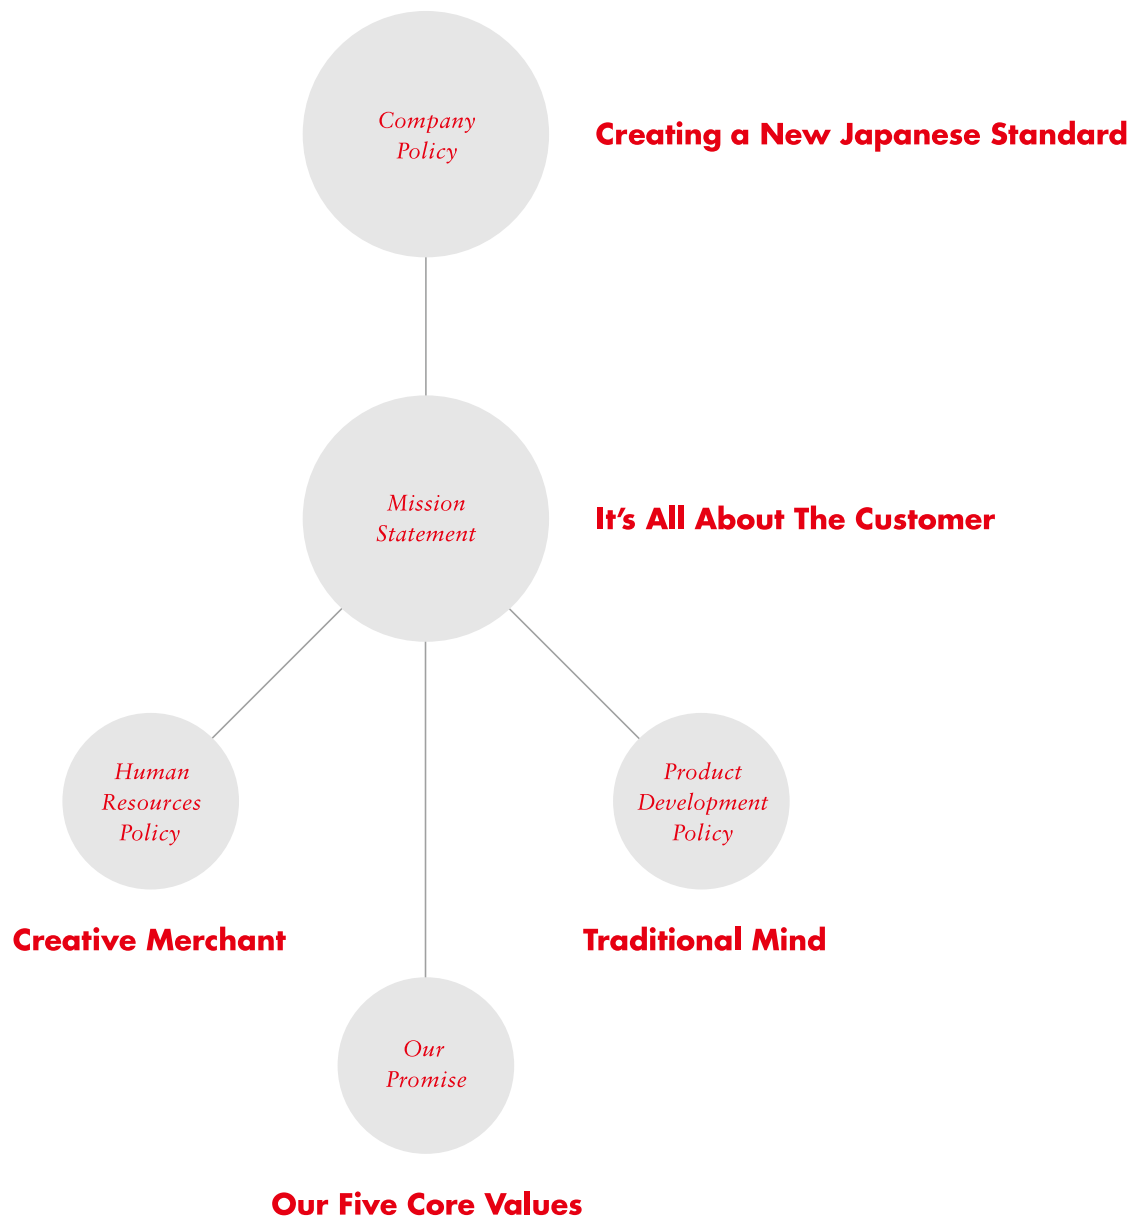 Company
Policy
Creating a New Japanese Standard
Mission
Statement
It's All About The Customer
Human
Resources
Policy
Creative Merchant
Product
Development
Policy
Traditional Mind
Our
Promise
Our Five Core Values